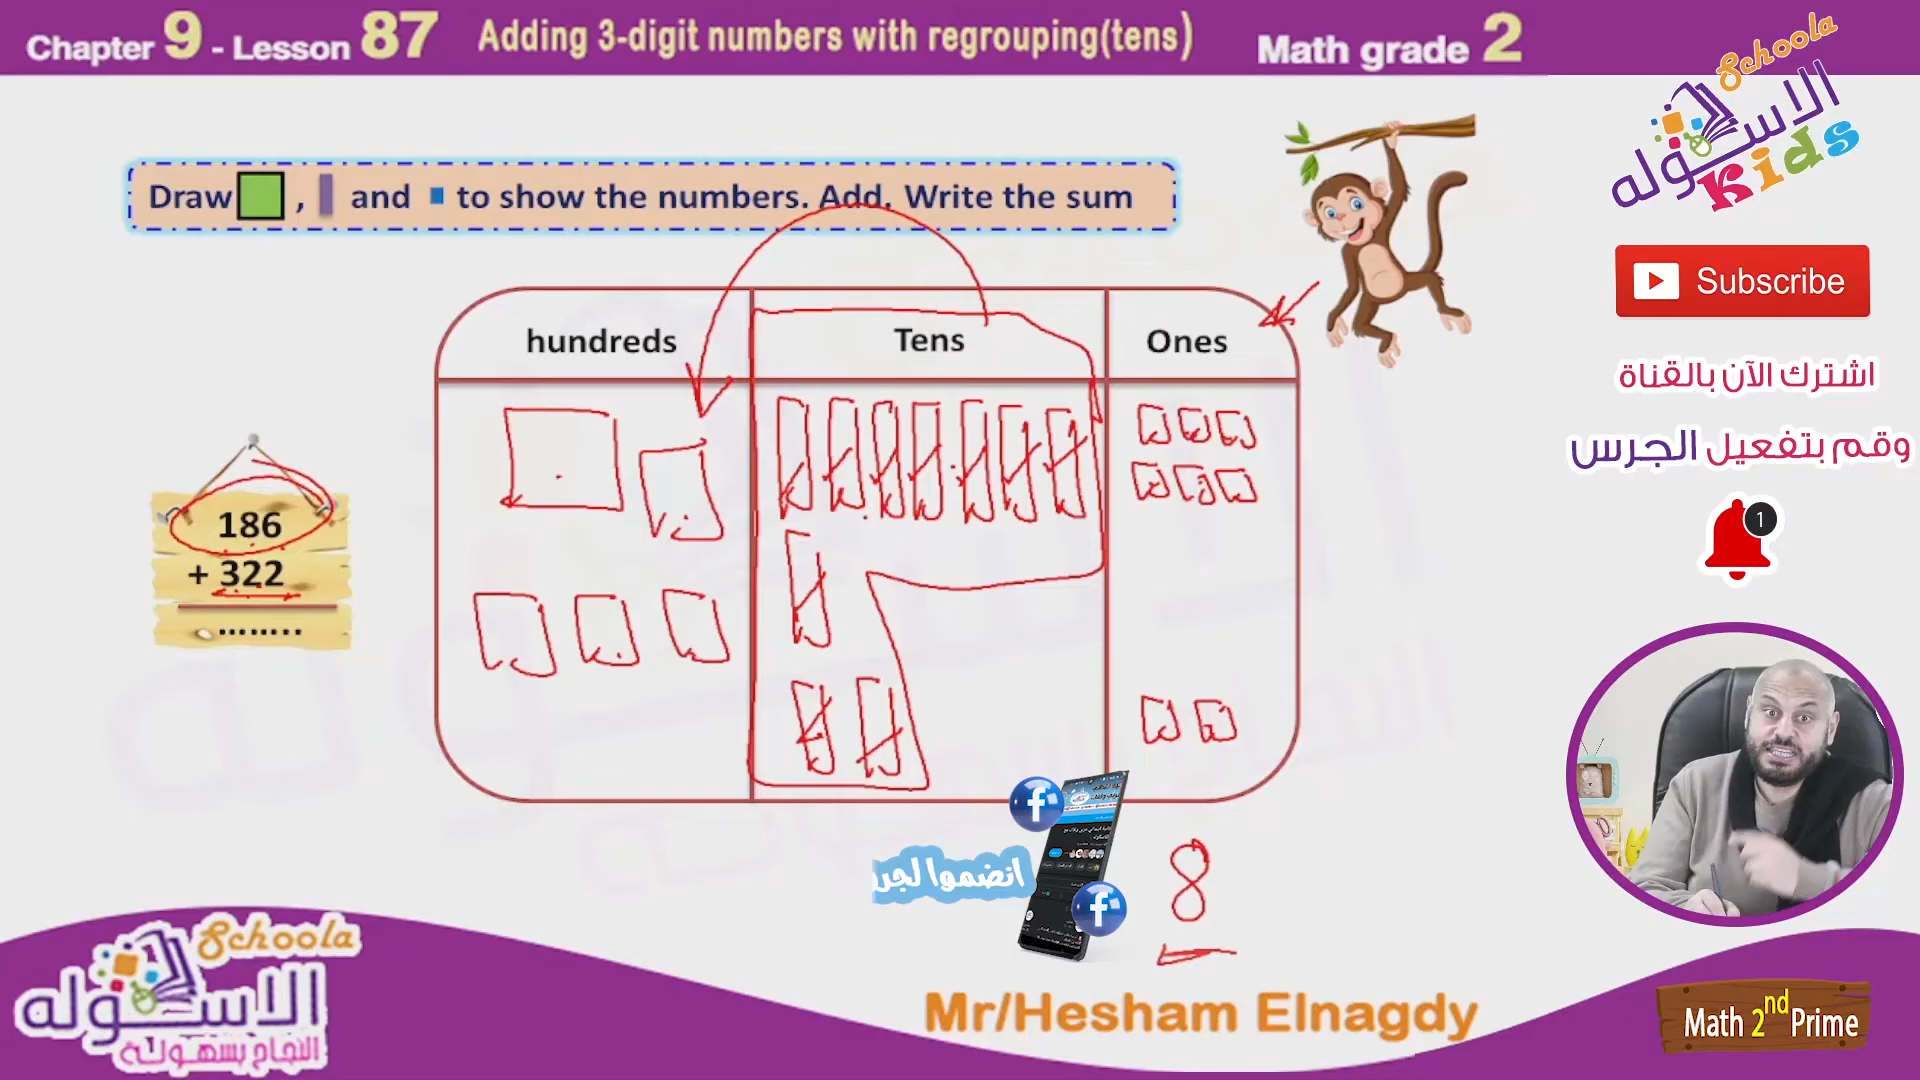 Chapter 9 - Lesson 87
Adding 3-digit numbers with regrouping(tens)
Math grade 2
Schoola
الاسكوله
Kids
Draw , and to show the numbers. Add. Write the sum
Subscribe
hundreds
Tens
Ones
اشترك الآن بالقناة
وقم بتفعيل الجرس
1
186
+ 322
........
انضموا لجر
8
Schoola
الاسكوله
النجاح بسهولة
Mr/Hesham Elnagdy
Math 2nd Prime